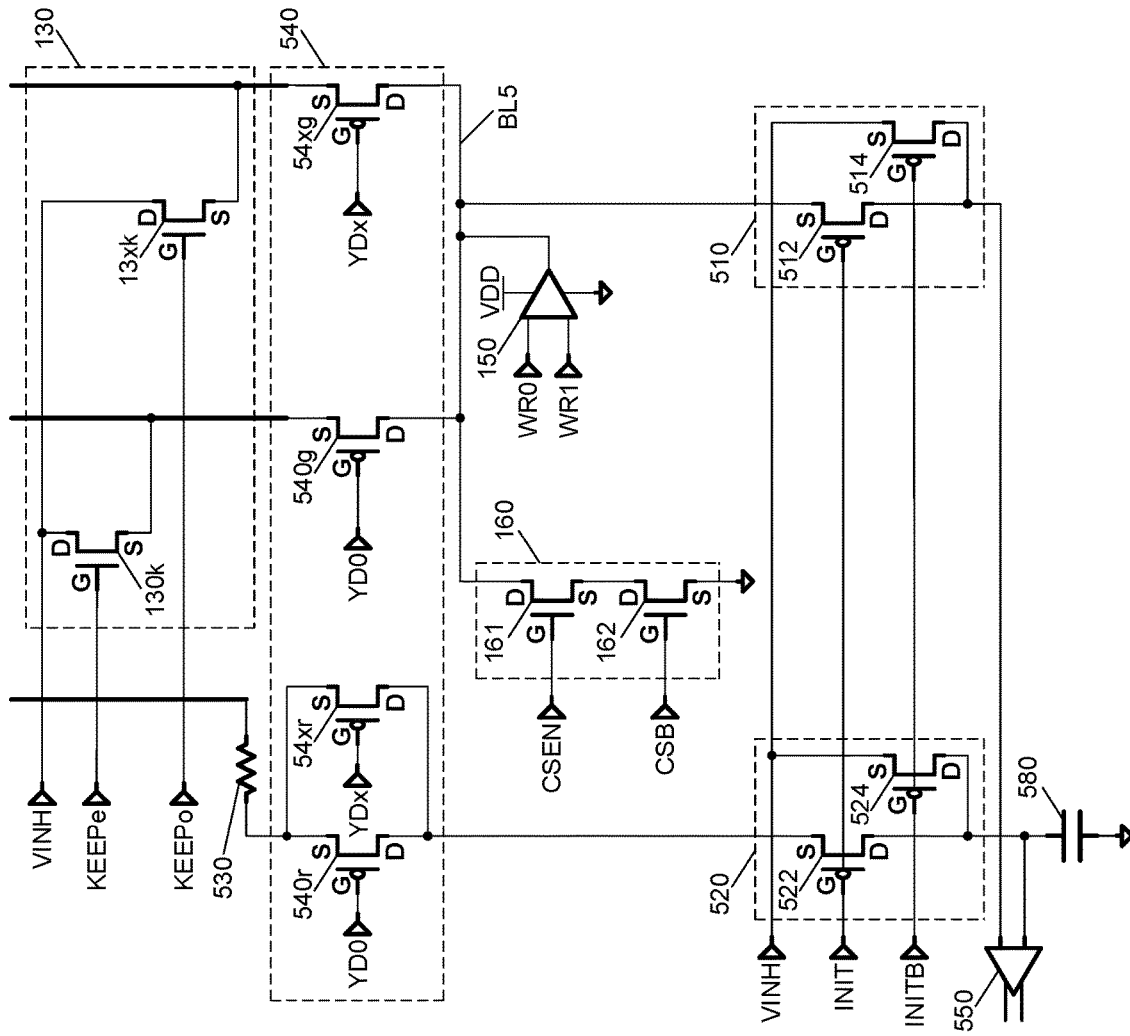 130
VINH
KEEPe
KEEPo
130k
D
G
S
13xk
D
G
S
530
540
540r
S
G
D
YD0
54xr
S
G
D
YDx
540g
S
G
D
YD0
54xg
S
G
D
YDx
BL5
160
161
D
G
S
CSEN
162
D
G
S
CSB
150
VDD
WR0
WR1
520
522
S
G
D
524
S
G
D
510
512
S
G
D
514
S
G
D
VINH
INIT
INITB
550
580